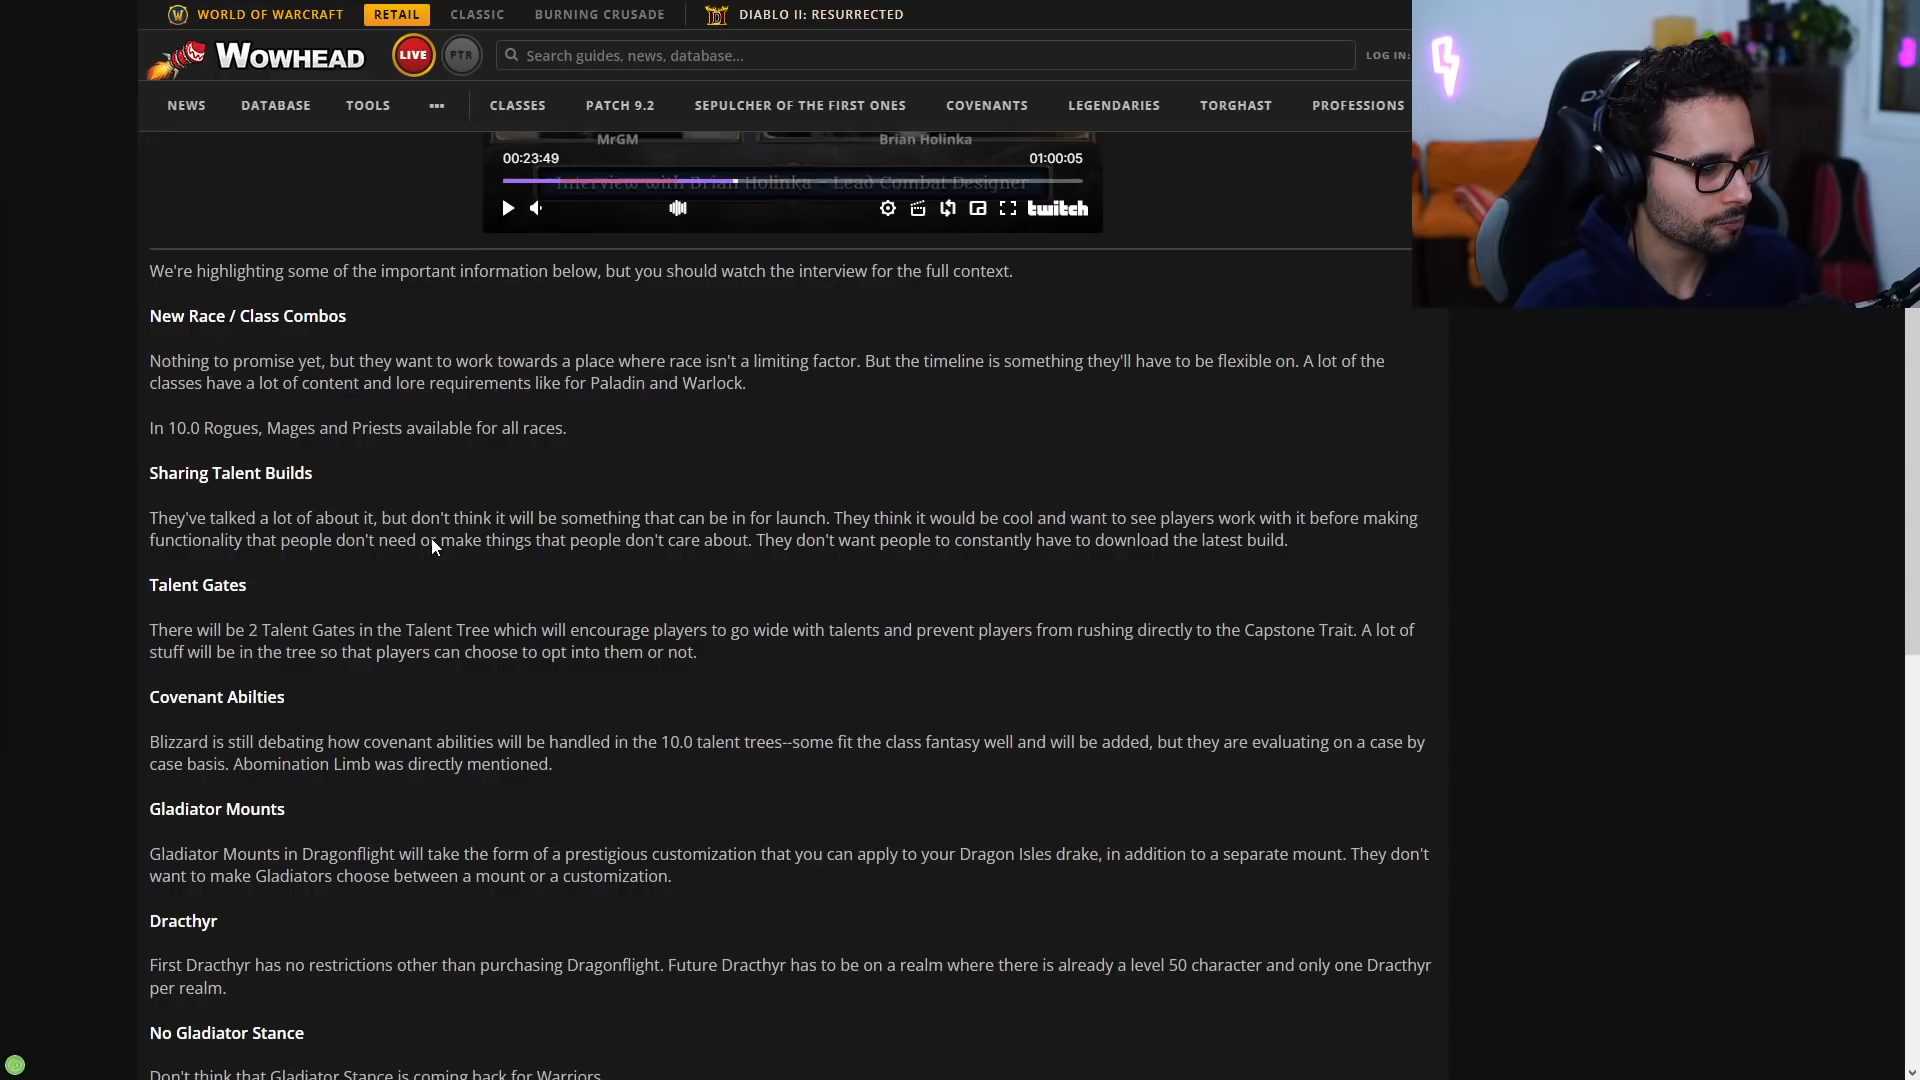 WORLD OF WARCRAFT RETAIL CLASSIC BURNING CRUSADE DIABLO II: RESURRECTED
WOWHEAD LIVE PTR Search guides, news, database... LOG IN:
NEWS DATABASE TOOLS ••• CLASSES PATCH 9.2 SEPULCHER OF THE FIRST ONES COVENANTS LEGENDARIES TORGHAST PROFESSIONS
MrGM Brian Holinka
00:23:49 01:00:05
Interview with Brian Holinka - Lead Combat Designer
twitch
We're highlighting some of the important information below, but you should watch the interview for the full context.
New Race / Class Combos
Nothing to promise yet, but they want to work towards a place where race isn't a limiting factor. But the timeline is something they'll have to be flexible on. A lot of the
classes have a lot of content and lore requirements like for Paladin and Warlock.
In 10.0 Rogues, Mages and Priests available for all races.
Sharing Talent Builds
They've talked a lot of about it, but don't think it will be something that can be in for launch. They think it would be cool and want to see players work with it before making
functionality that people don't need or make things that people don't care about. They don't want people to constantly have to download the latest build.
Talent Gates
There will be 2 Talent Gates in the Talent Tree which will encourage players to go wide with talents and prevent players from rushing directly to the Capstone Trait. A lot of
stuff will be in the tree so that players can choose to opt into them or not.
Covenant Abilties
Blizzard is still debating how covenant abilities will be handled in the 10.0 talent trees--some fit the class fantasy well and will be added, but they are evaluating on a case by
case basis. Abomination Limb was directly mentioned.
Gladiator Mounts
Gladiator Mounts in Dragonflight will take the form of a prestigious customization that you can apply to your Dragon Isles drake, in addition to a separate mount. They don't
want to make Gladiators choose between a mount or a customization.
Dracthyr
First Dracthyr has no restrictions other than purchasing Dragonflight. Future Dracthyr has to be on a realm where there is already a level 50 character and only one Dracthyr
per realm.
No Gladiator Stance
Don't think that Gladiator Stance is coming back for Warriors.